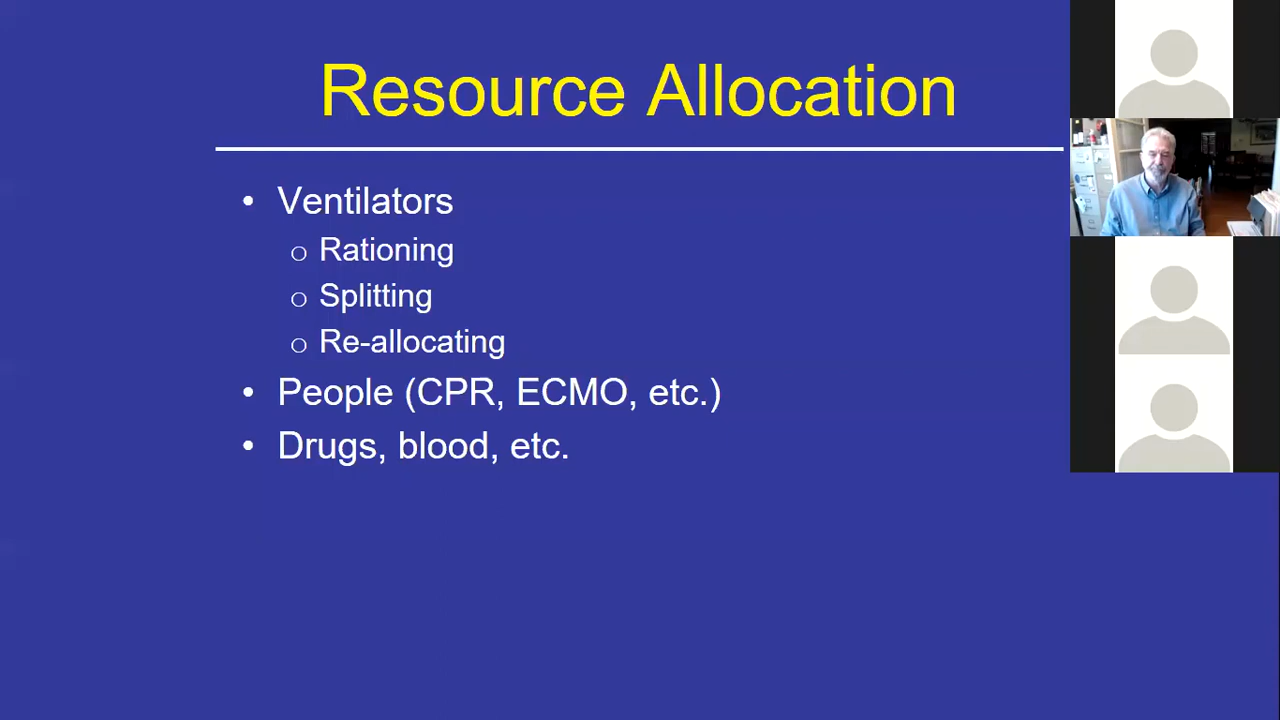 Resource Allocation
• Ventilators
o Rationing
o Splitting
o Re-allocating
• People (CPR, ECMO, etc.)
• Drugs, blood, etc.